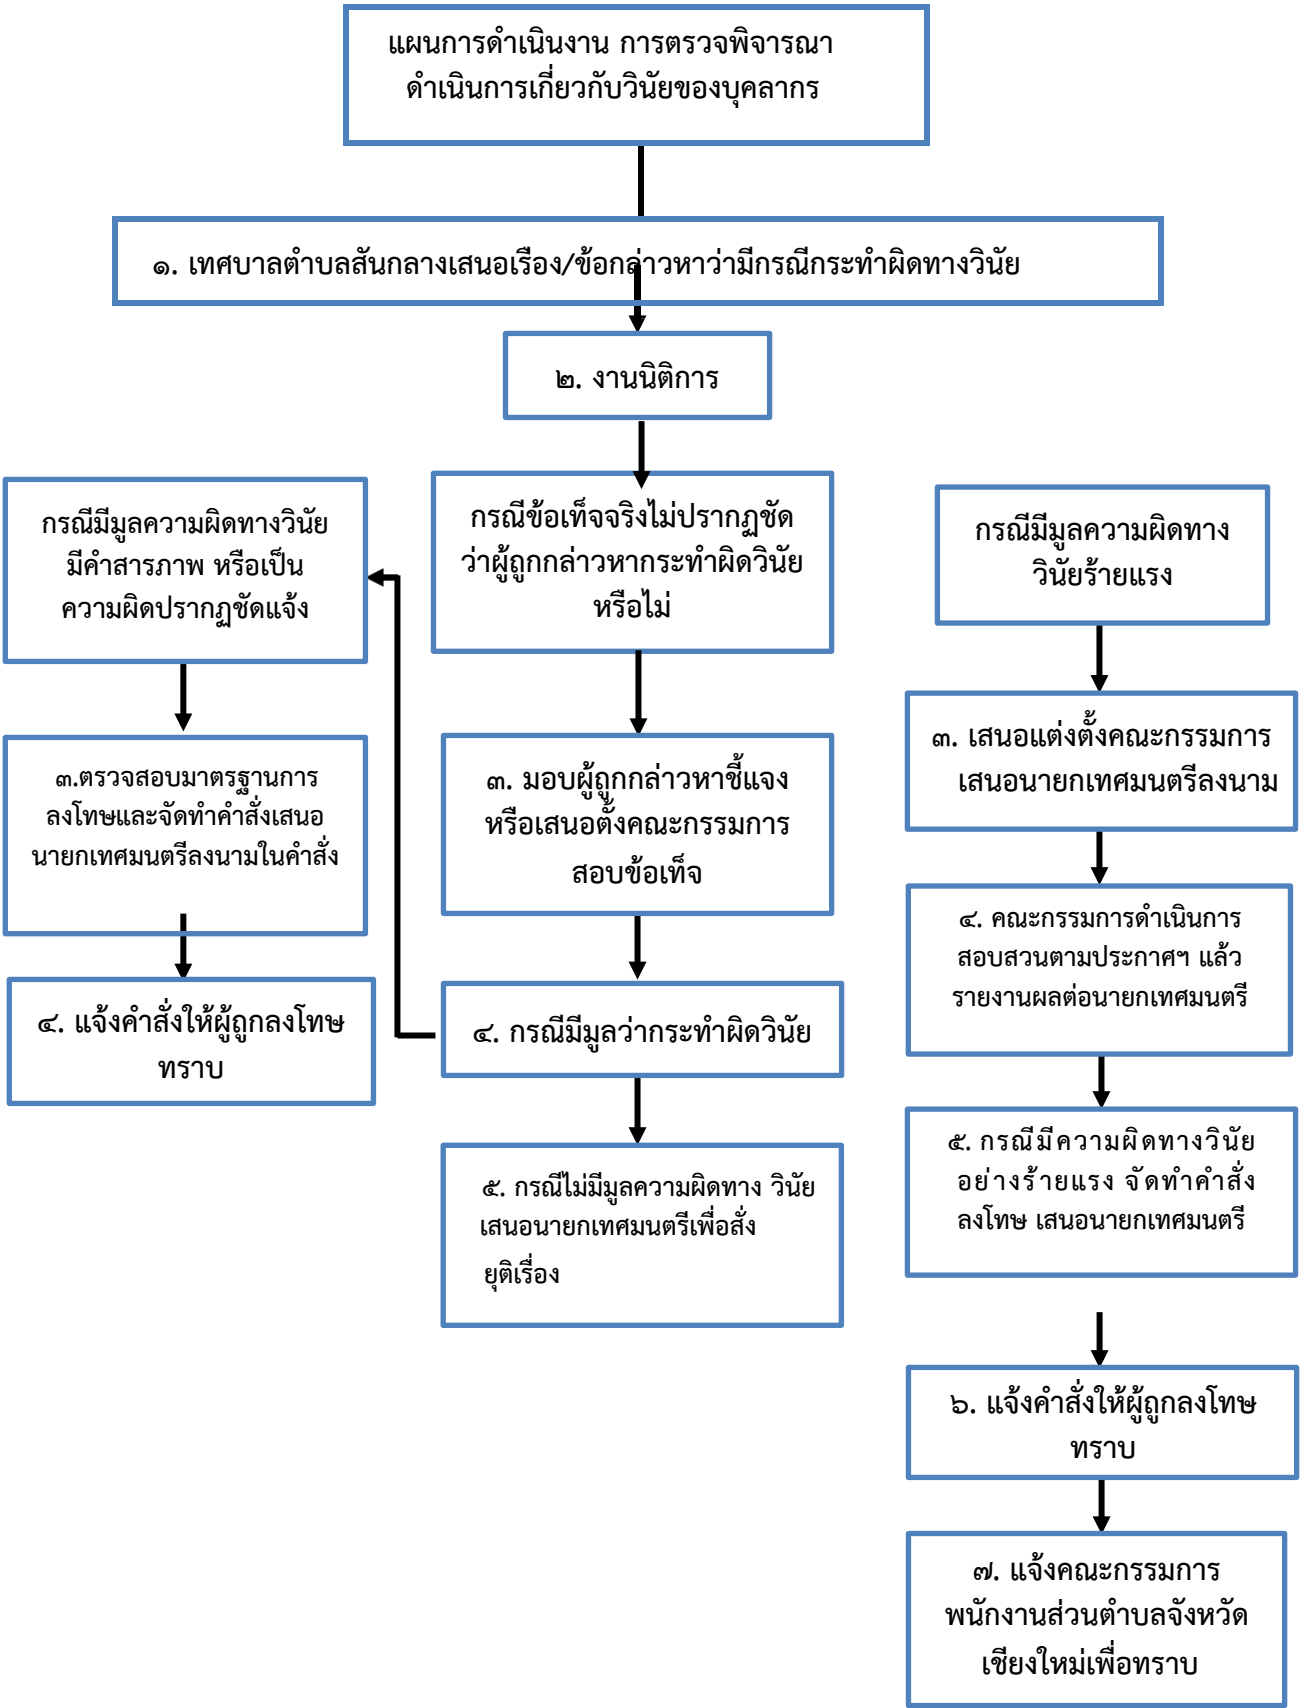 แผนการดำเนินงาน การตรวจพิจารณา
ดำเนินการเกี่ยวกับวินัยของบุคลากร
๑. เทศบาลตำบลสันกลางเสนอเรื่อง/ข้อกล่าวหาว่ามีกรณีกระทำผิดทางวินัย
๒. งานนิติการ
กรณีมีมูลความผิดทางวินัย
มีคำสารภาพ หรือเป็น
ความผิดปรากฏชัดแจ้ง
๓.ตรวจสอบมาตรฐานการ
ลงโทษและจัดทำคำสั่งเสนอ
นายกเทศมนตรีลงนามในคำสั่ง
๔. แจ้งคำสั่งให้ผู้ถูกลงโทษ
ทราบ
กรณีข้อเท็จจริงไม่ปรากฏชัด
ว่าผู้ถูกกล่าวหากระทำผิดวินัย
หรือไม่
๓. มอบผู้ถูกกล่าวหาชี้แจง
หรือเสนอตั้งคณะกรรมการ
สอบข้อเท็จ
๔. กรณีมีมูลว่ากระทำผิดวินัย
๕. กรณีไม่มีมูลความผิดทาง วินัย
เสนอนายกเทศมนตรีเพื่อสั่ง
ยุติเรื่อง
กรณีมีมูลความผิดทาง
วินัยร้ายแรง
๓. เสนอแต่งตั้งคณะกรรมการ
เสนอนายกเทศมนตรีลงนาม
๔. คณะกรรมการดำเนินการ
สอบสวนตามประกาศฯ แล้ว
รายงานผลต่อนายกเทศมนตรี
๕. กรณีมีความผิดทางวินัย
อย่างร้ายแรง จัดทำคำสั่ง
ลงโทษ เสนอนายกเทศมนตรี
๖. แจ้งคำสั่งให้ผู้ถูกลงโทษ
ทราบ
๗. แจ้งคณะกรรมการ
พนักงานส่วนตำบลจังหวัด
เชียงใหม่เพื่อทราบ